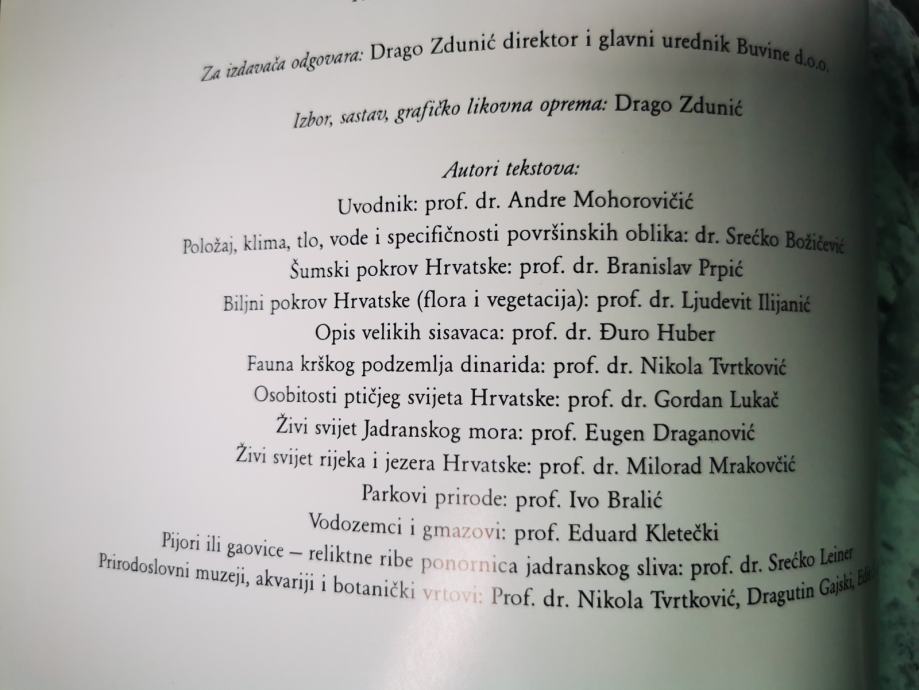 Za izdavača odgovara: Drago Zdunić direktor i glavni urednik Buvine d.o.o.
Izbor, sastav, grafičko likovna oprema: Drago Zdunić
Autori tekstova:
Uvodnik: prof. dr. Andre Mohorovičić
Položaj, klima, tlo, vode i specifičnosti površinskih oblika: dr. Srećko Božičević
Šumski pokrov Hrvatske: prof. dr. Branislav Prpić
Biljni pokrov Hrvatske (flora i vegetacija): prof. dr. Ljudevit Ilijanić
Opis velikih sisavaca: prof. dr. Đuro Huber
Fauna krškog podzemlja dinarida: prof. dr. Nikola Tvrtković
Osobitosti ptičjeg svijeta Hrvatske: prof. dr. Gordan Lukač
Živi svijet Jadranskog mora: prof. Eugen Draganović
Živi svijet rijeka i jezera Hrvatske: prof. dr. Milorad Mrakovčić
Parkovi prirode: prof. Ivo Bralić
Vodozemci i gmazovi: prof. Eduard Kletečki
Pijori ili gaovice – reliktne ribe ponornica jadranskog sliva: prof. dr. Srećko Leiner
Prirodoslovni muzeji, akvariji i botanički vrtovi: Prof. dr. Nikola Tvrtković, Dragutin Gajski,